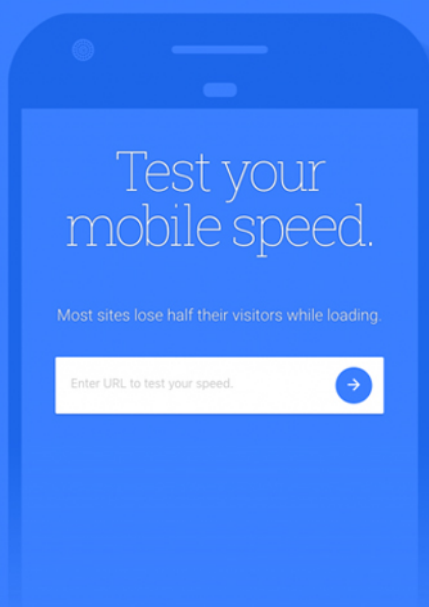 Test your
mobile speed.
Most sites lose half their visitors while loading.
Enter URL to test your speed.